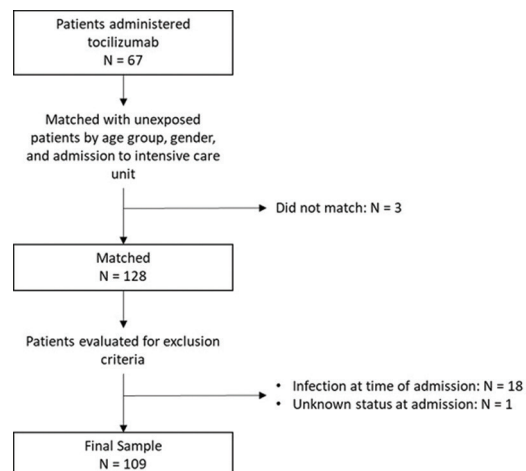 Patients administered
tocilizumab
N = 67
Matched with unexposed
patients by age group, gender,
and admission to intensive care
unit
Did not match: N = 3
Matched
N = 128
Patients evaluated for exclusion
criteria
• Infection at time of admission: N = 18
• Unknown status at admission: N = 1
Final Sample
N = 109